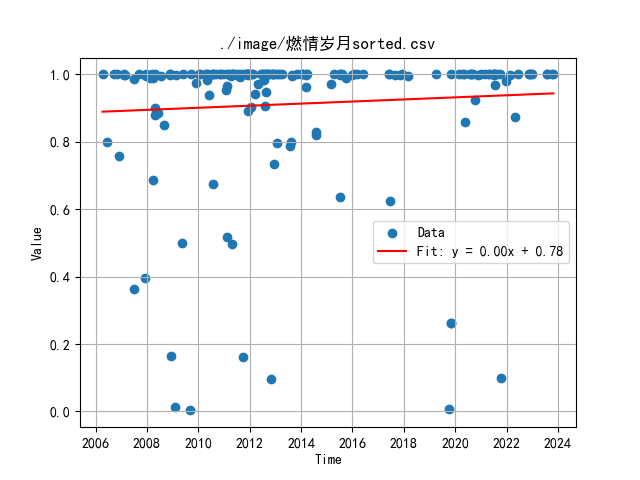 ./image/燃情岁月sorted.csv
Value
1.0
0.8
0.6
0.4
0.2
0.0
Data
Fit: y = 0.00x + 0.78
2006 2008 2010 2012 2014 2016 2018 2020 2022 2024
Time